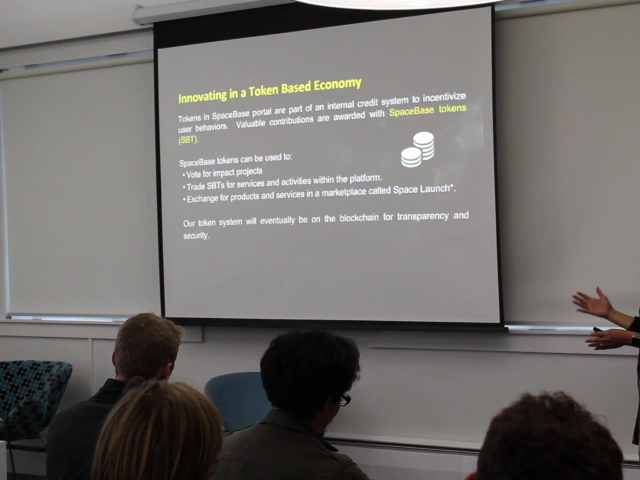 Innovating in a Token Based Economy
Tokens in SpaceBase portal are part of an internal credit system to incentivize
user behaviors. Valuable contributions are awarded with SpaceBase tokens
(SBT).
SpaceBase tokens can be used to:
• Vote for impact projects
• Trade SBTs for services and activities within the platform.
• Exchange for products and services in a marketplace called Space Launch*.
Our token system will eventually be on the blockchain for transparency and
security.